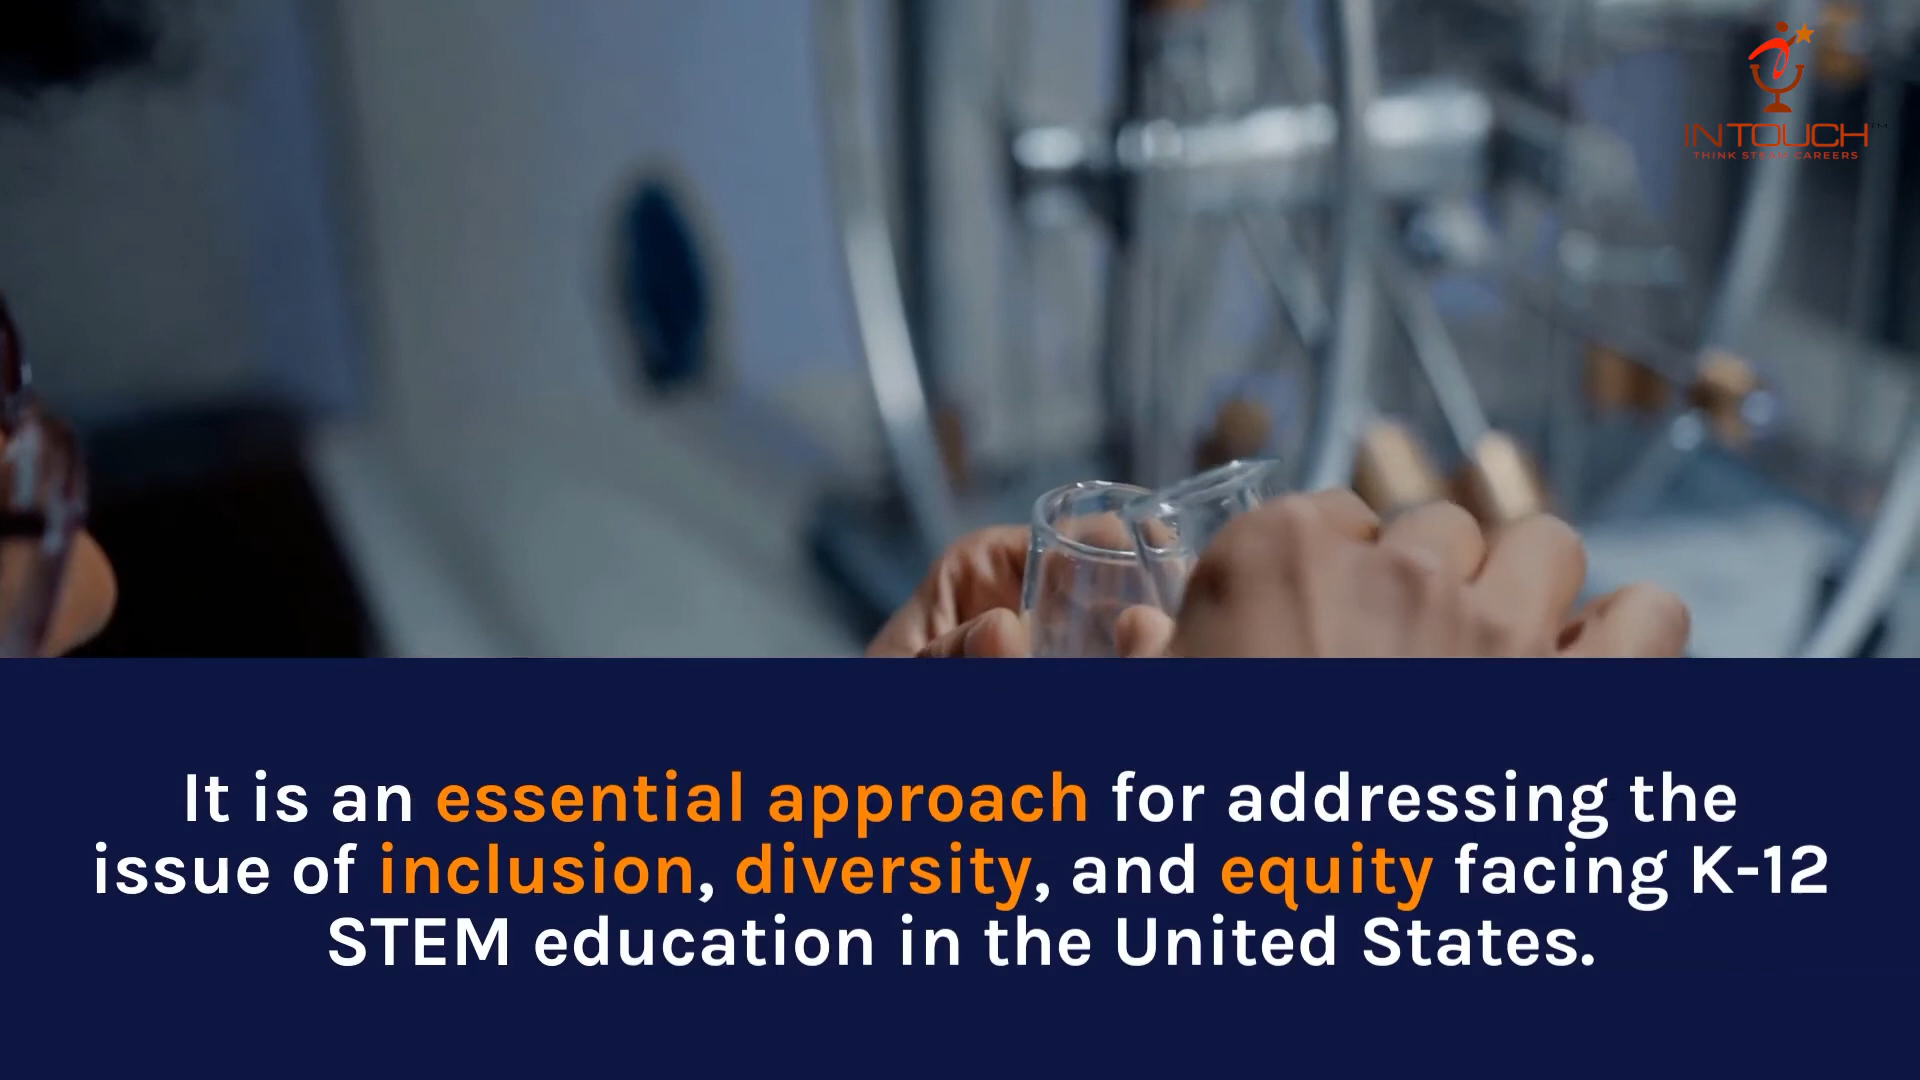 INTOUCH™
THINK STEM CAREERS
It is an essential approach for addressing the
issue of inclusion, diversity, and equity facing K-12
STEM education in the United States.